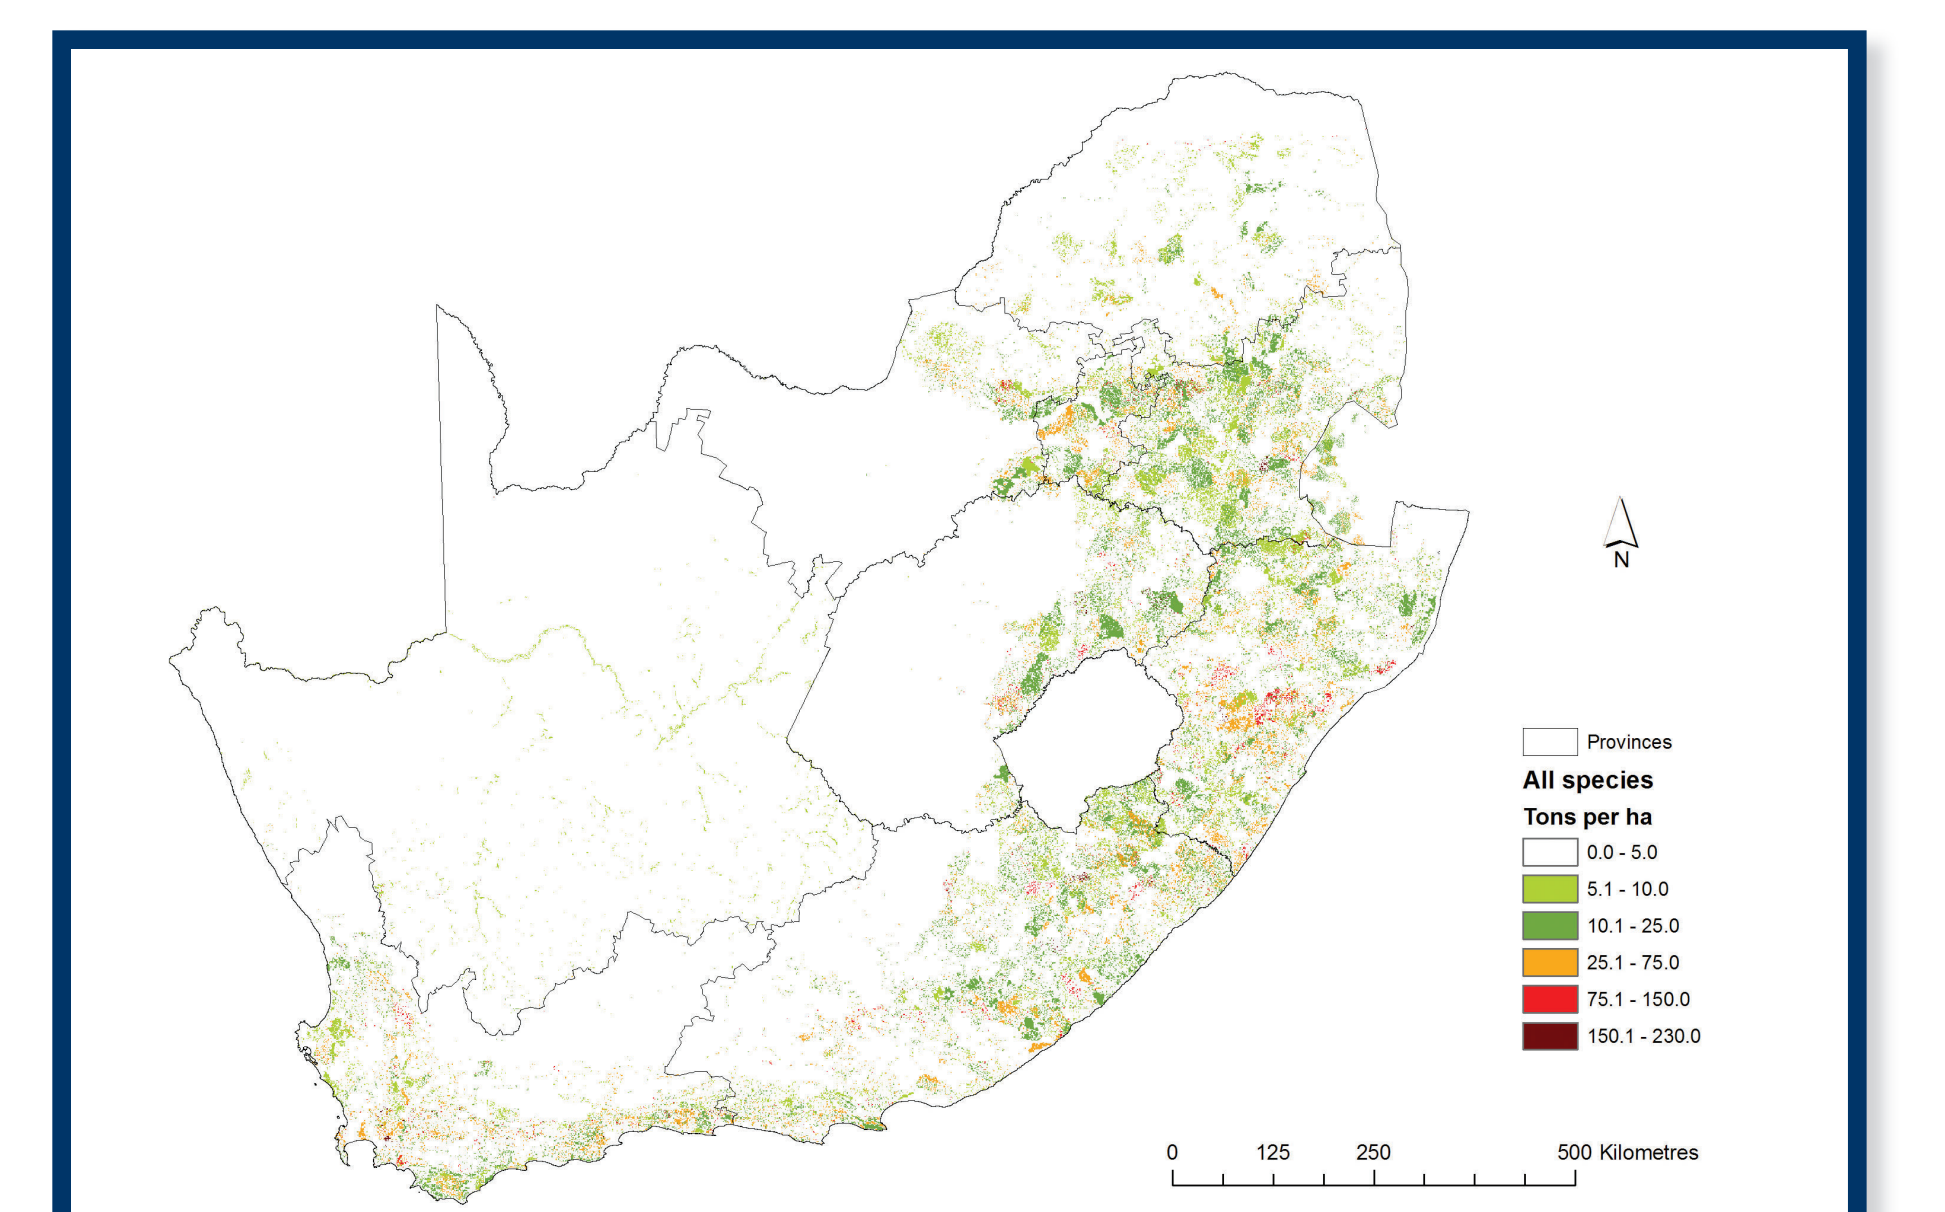 N
Provinces
All species
Tons per ha
0.0 - 5.0
5.1 - 10.0
10.1 - 25.0
25.1 - 75.0
75.1 - 150.0
150.1 - 230.0
0 125 250 500 Kilometres